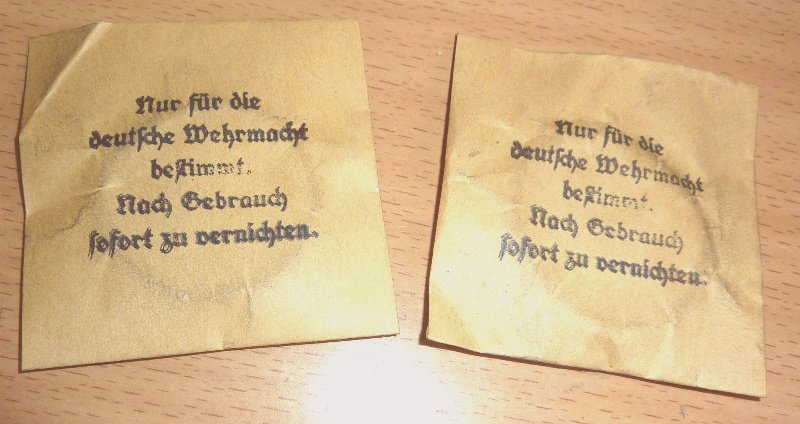 Nur für die
deutsche Wehrmacht
bestimmt.
Nach Gebrauch
sofort zu vernichten.
Nur für die
deutsche Wehrmacht
bestimmt.
Nach Gebrauch
sofort zu vernichten.